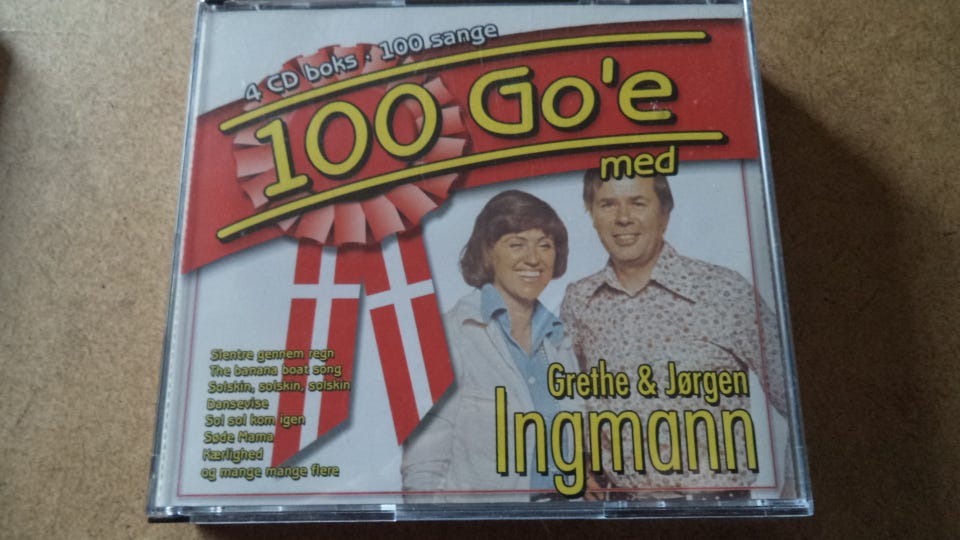 4 CD boks · 100 sange
100 Go'e
med
Slentre gennem regn
The banana boat song
Solskin, solskin, solskin
Dansevise
Sol sol kom igen
Søde Mama
Kærlighed
og mange mange flere
Grethe & Jørgen
Ingmann